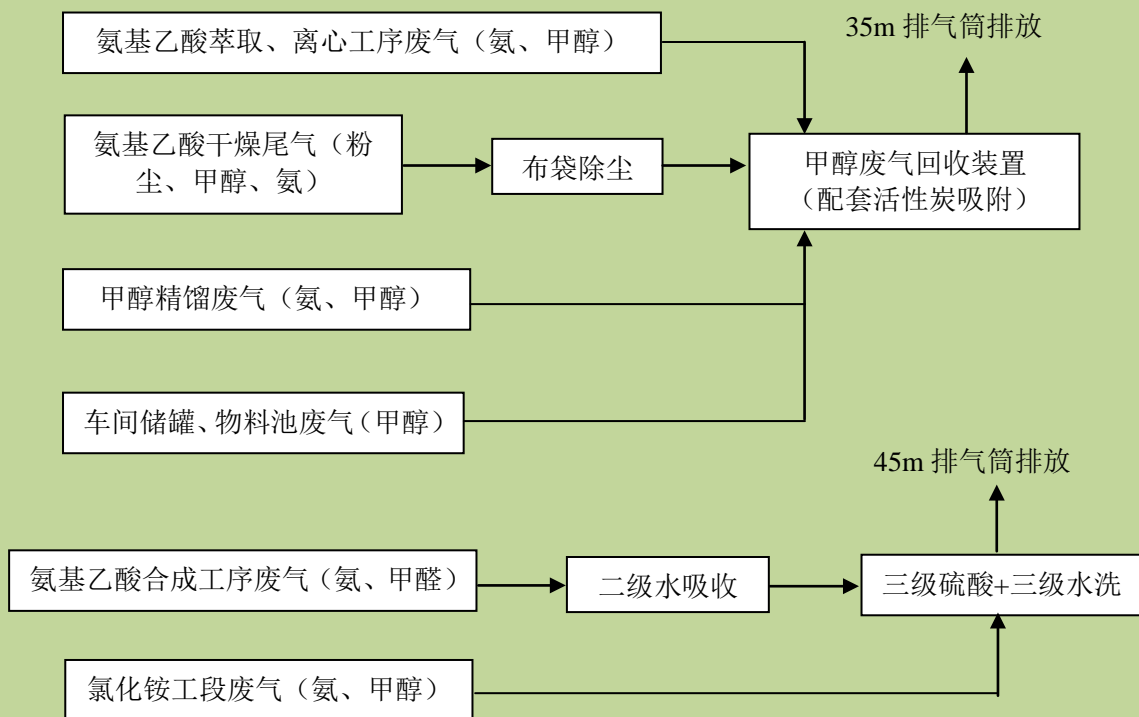 氨基乙酸萃取、离心工序废气（氨、甲醇）
35m 排气筒排放
氨基乙酸干燥尾气（粉
尘、甲醇、氨）
布袋除尘
甲醇废气回收装置
（配套活性炭吸附）
甲醇精馏废气（氨、甲醇）
车间储罐、物料池废气（甲醇）
45m 排气筒排放
氨基乙酸合成工序废气（氨、甲醛）
二级水吸收
三级硫酸+三级水洗
氯化铵工段废气（氨、甲醇）